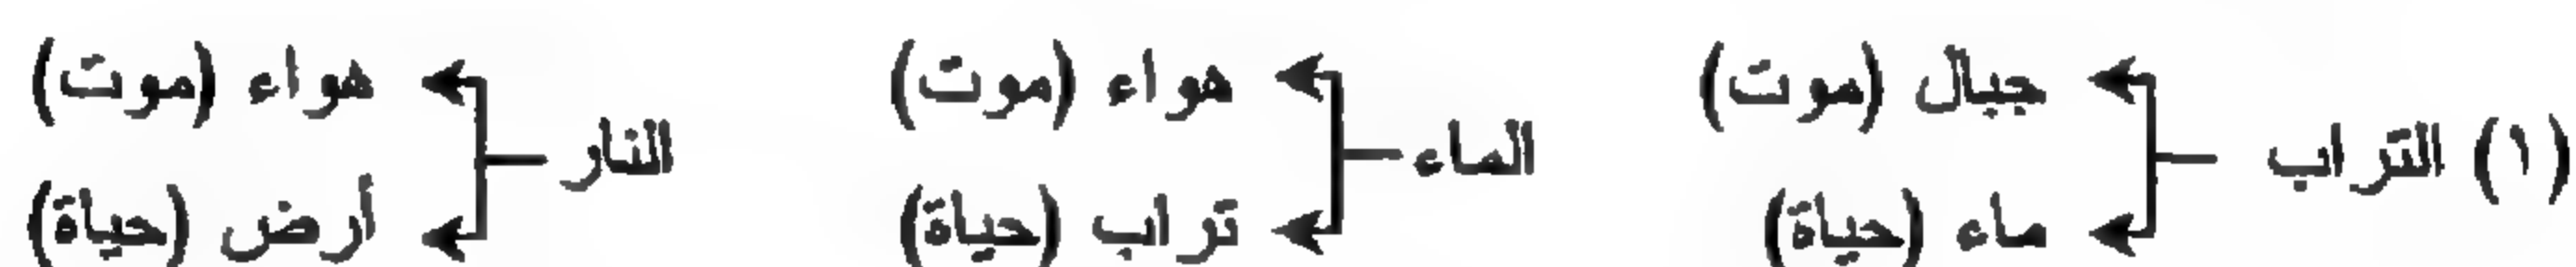 جبال (موت) هواء (موت) هواء (موت)
(١) التراب الماء النار
ماء (حياة) تراب (حياة) أرض (حياة)